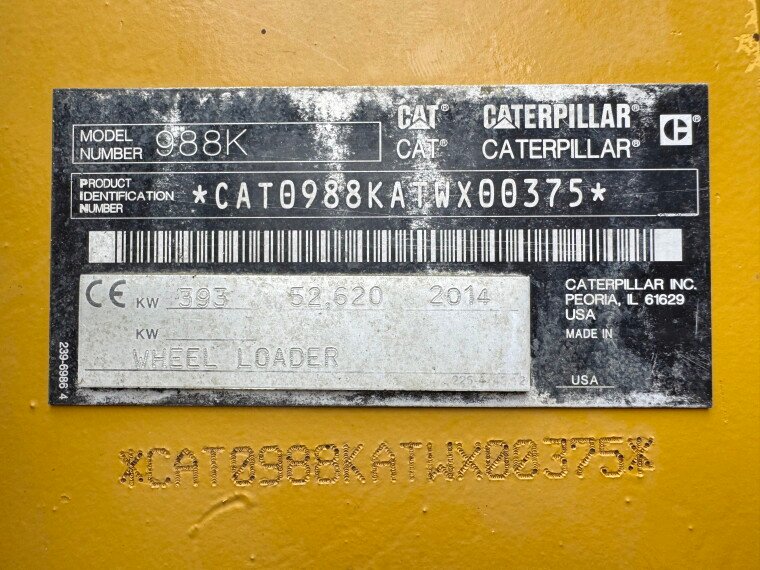 MODEL NUMBER 988K
CAT® CATERPILLAR®
CAT® CATERPILLAR®
PRODUCT IDENTIFICATION NUMBER *CAT0988KATWX00375*
CE KW 393 52,620 2014
KW
WHEEL LOADER
CATERPILLAR INC.
PEORIA, IL 61629
USA
MADE IN
USA
239-6986 4
*CAT0988KATWX00375*